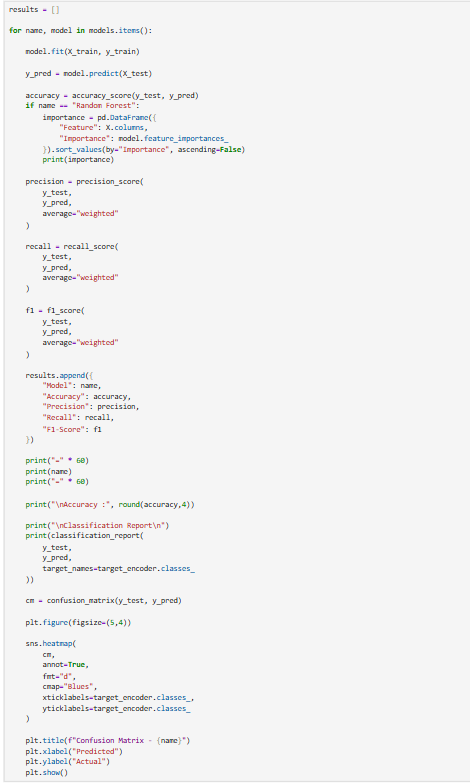 results = []
for name, model in models.items():
    model.fit(X_train, y_train)
    y_pred = model.predict(X_test)
    accuracy = accuracy_score(y_test, y_pred)
    if name == "Random Forest":
        importance = pd.DataFrame({
            "Feature": X.columns,
            "Importance": model.feature_importances_
        }).sort_values(by="Importance", ascending=False)
        print(importance)
    precision = precision_score(
        y_test,
        y_pred,
        average="weighted"
    )
    recall = recall_score(
        y_test,
        y_pred,
        average="weighted"
    )
    f1 = f1_score(
        y_test,
        y_pred,
        average="weighted"
    )
    results.append({
        "Model": name,
        "Accuracy": accuracy,
        "Precision": precision,
        "Recall": recall,
        "F1-Score": f1
    })
    print("=" * 60)
    print(name)
    print("=" * 60)
    print("\nAccuracy :", round(accuracy,4))
    print("\nClassification Report\n")
    print(classification_report(
        y_test,
        y_pred,
        target_names=target_encoder.classes_
    ))
    cm = confusion_matrix(y_test, y_pred)
    plt.figure(figsize=(5,4))
    sns.heatmap(
        cm,
        annot=True,
        fmt="d",
        cmap="Blues",
        xticklabels=target_encoder.classes_,
        yticklabels=target_encoder.classes_
    )
    plt.title(f"Confusion Matrix - {name}")
    plt.xlabel("Predicted")
    plt.ylabel("Actual")
    plt.show()